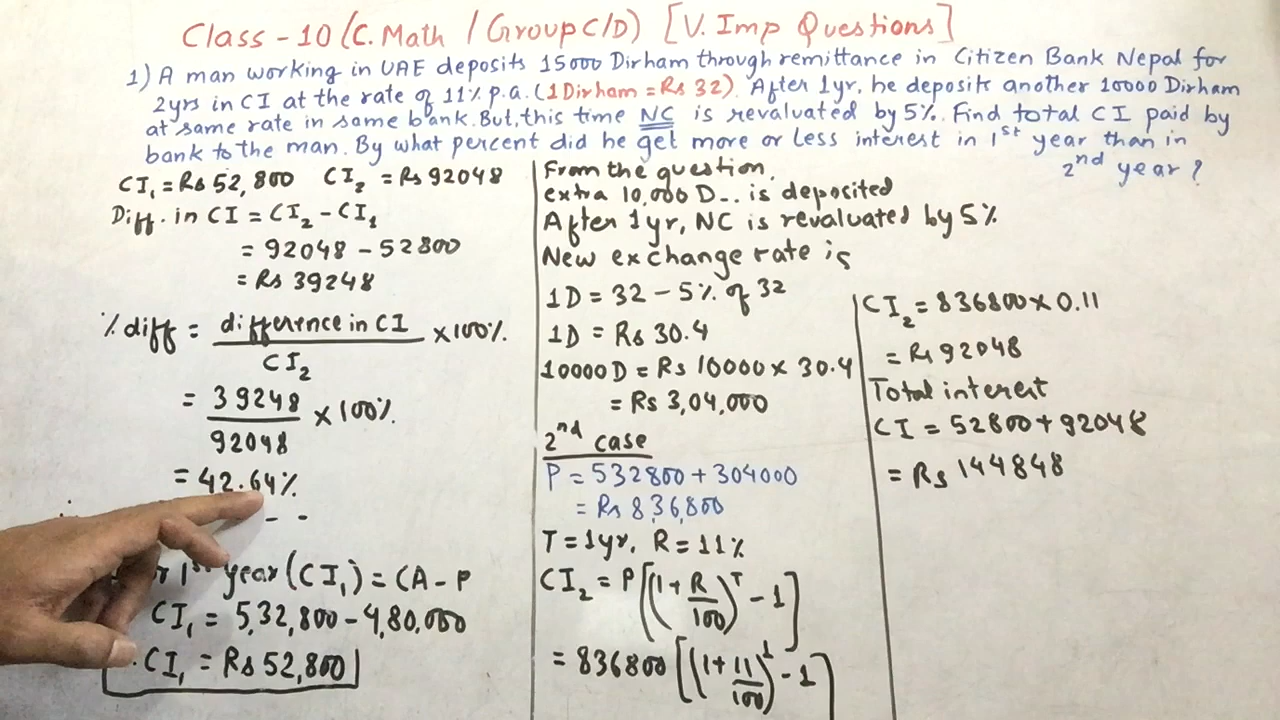 Class - 10 (C. Math / Group C/D) [V. Imp Questions]
1) A man working in UAE deposits 15000 Dirham through remittance in Citizen Bank Nepal for
2yrs in CI at the rate of 11% p.a. (1 Dirham = Rs 32). After 1yr, he deposits another 10000 Dirham
at same rate in same bank. But, this time NC is revaluated by 5%. Find total CI paid by
bank to the man. By what percent did he get more or less interest in 1st year than in
2nd year?
CI₁ = Rs 52,800 CI₂ = Rs 92048
Diff. in CI = CI₂ - CI₁
= 92048 - 52800
= Rs 39248
% diff = difference in CI / CI₂ × 100%.
= 39248 / 92048 × 100%.
= 42.64%
year (CI₁) = CA - P
CI₁ = 5,32,800 - 4,80,000
CI₁ = Rs 52,800
From the question,
extra 10,000 D.. is deposited
After 1yr, NC is revaluated by 5%
New exchange rate is
1D = 32 - 5% of 32
1D = Rs 30.4
10000 D = Rs 10000 × 30.4
= Rs 3,04,000
2nd case
P = 532800 + 304000
= Rs 8,36,800
T = 1yr, R = 11%
CI₂ = P[(1 + R/100)ᵀ - 1]
= 836800 [(1 + 11/100)¹ - 1]
CI₂ = 836800 × 0.11
= Rs 92048
Total interest
CI = 52800 + 92048
= Rs 144848